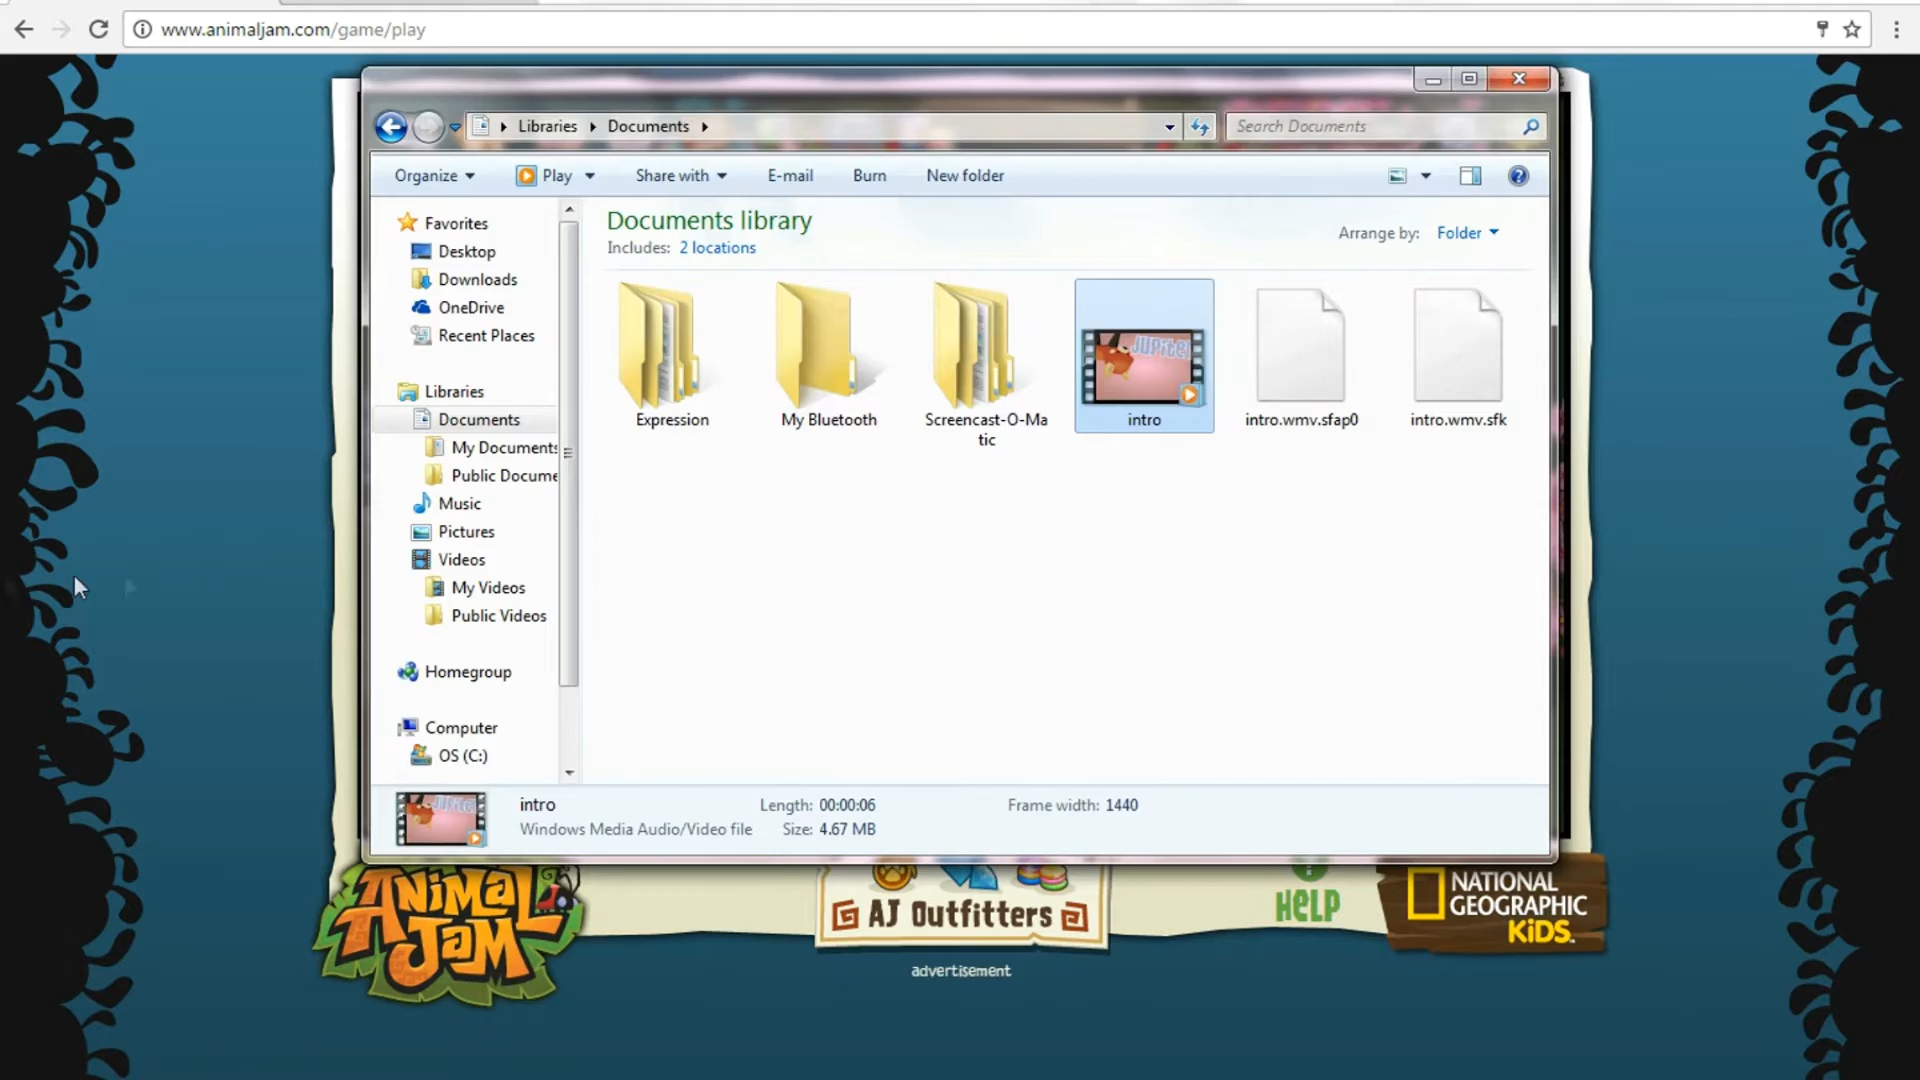 www.animaljam.com/game/play
Libraries Documents
Search Documents
Organize Play Share with E-mail Burn New folder
Favorites
Desktop
Downloads
OneDrive
Recent Places
Libraries
Documents
My Documents
Public Docume
Music
Pictures
Videos
My Videos
Public Videos
Homegroup
Computer
OS (C:)
Documents library
Includes: 2 locations
Arrange by: Folder
Expression
My Bluetooth
Screencast-O-Ma
tic
JUPiter
intro
intro.wmv.sfap0
intro.wmv.sfk
intro Length: 00:00:06 Frame width: 1440
Windows Media Audio/Video file Size: 4.67 MB
ANiMAL
JAM
AJ Outfitters
HELP
NATIONAL
GEOGRAPHIC
KiDS
advertisement